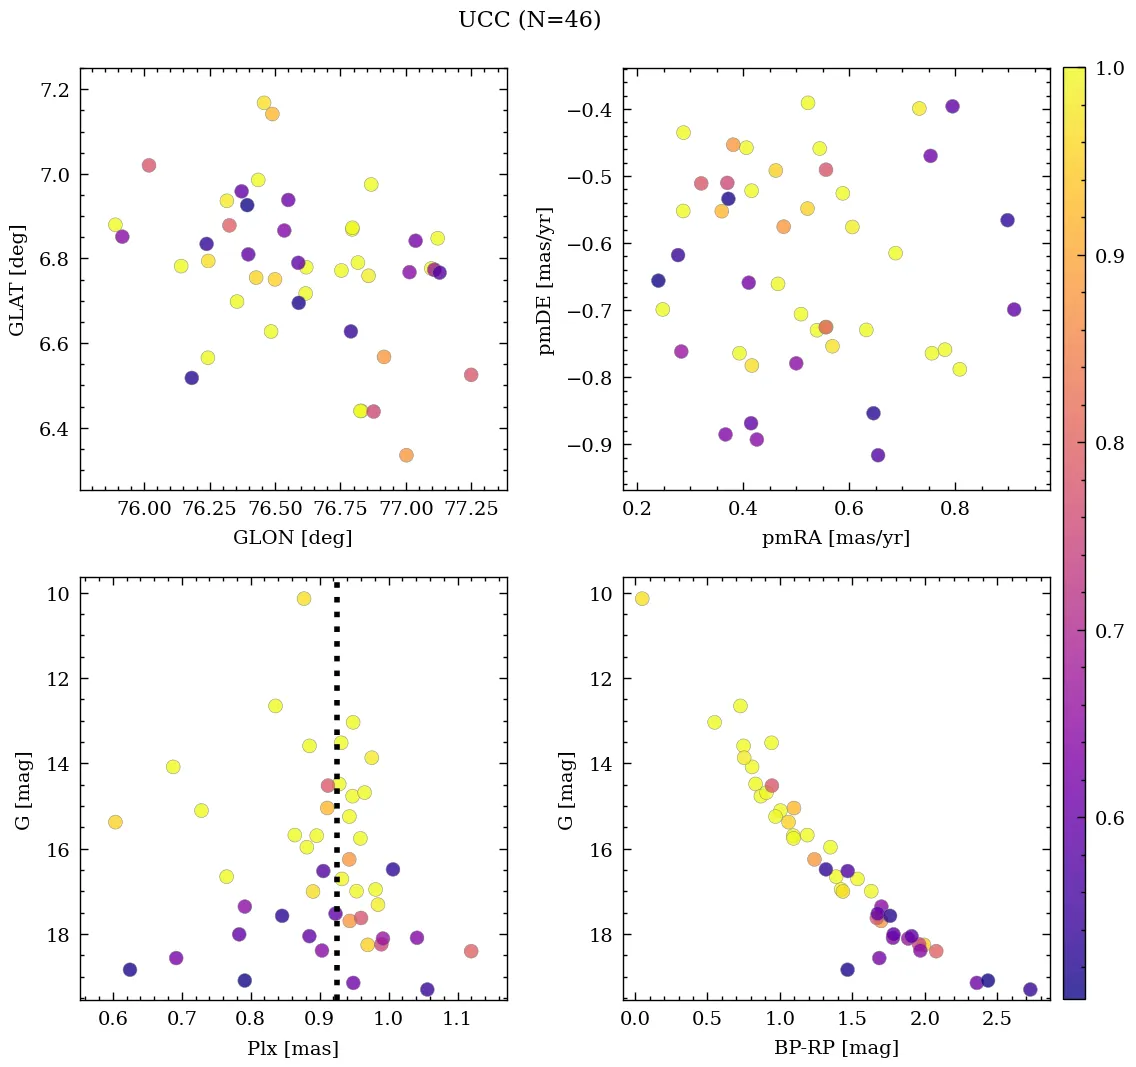 UCC (N=46)
7.2
7.0
6.8
6.6
6.4
GLAT [deg]
76.00 76.25 76.50 76.75 77.00 77.25
GLON [deg]
−0.4
−0.5
−0.6
−0.7
−0.8
−0.9
pmDE [mas/yr]
0.2 0.4 0.6 0.8
pmRA [mas/yr]
10
12
14
16
18
G [mag]
0.6 0.7 0.8 0.9 1.0 1.1
Plx [mas]
10
12
14
16
18
G [mag]
0.0 0.5 1.0 1.5 2.0 2.5
BP-RP [mag]
1.0
0.9
0.8
0.7
0.6